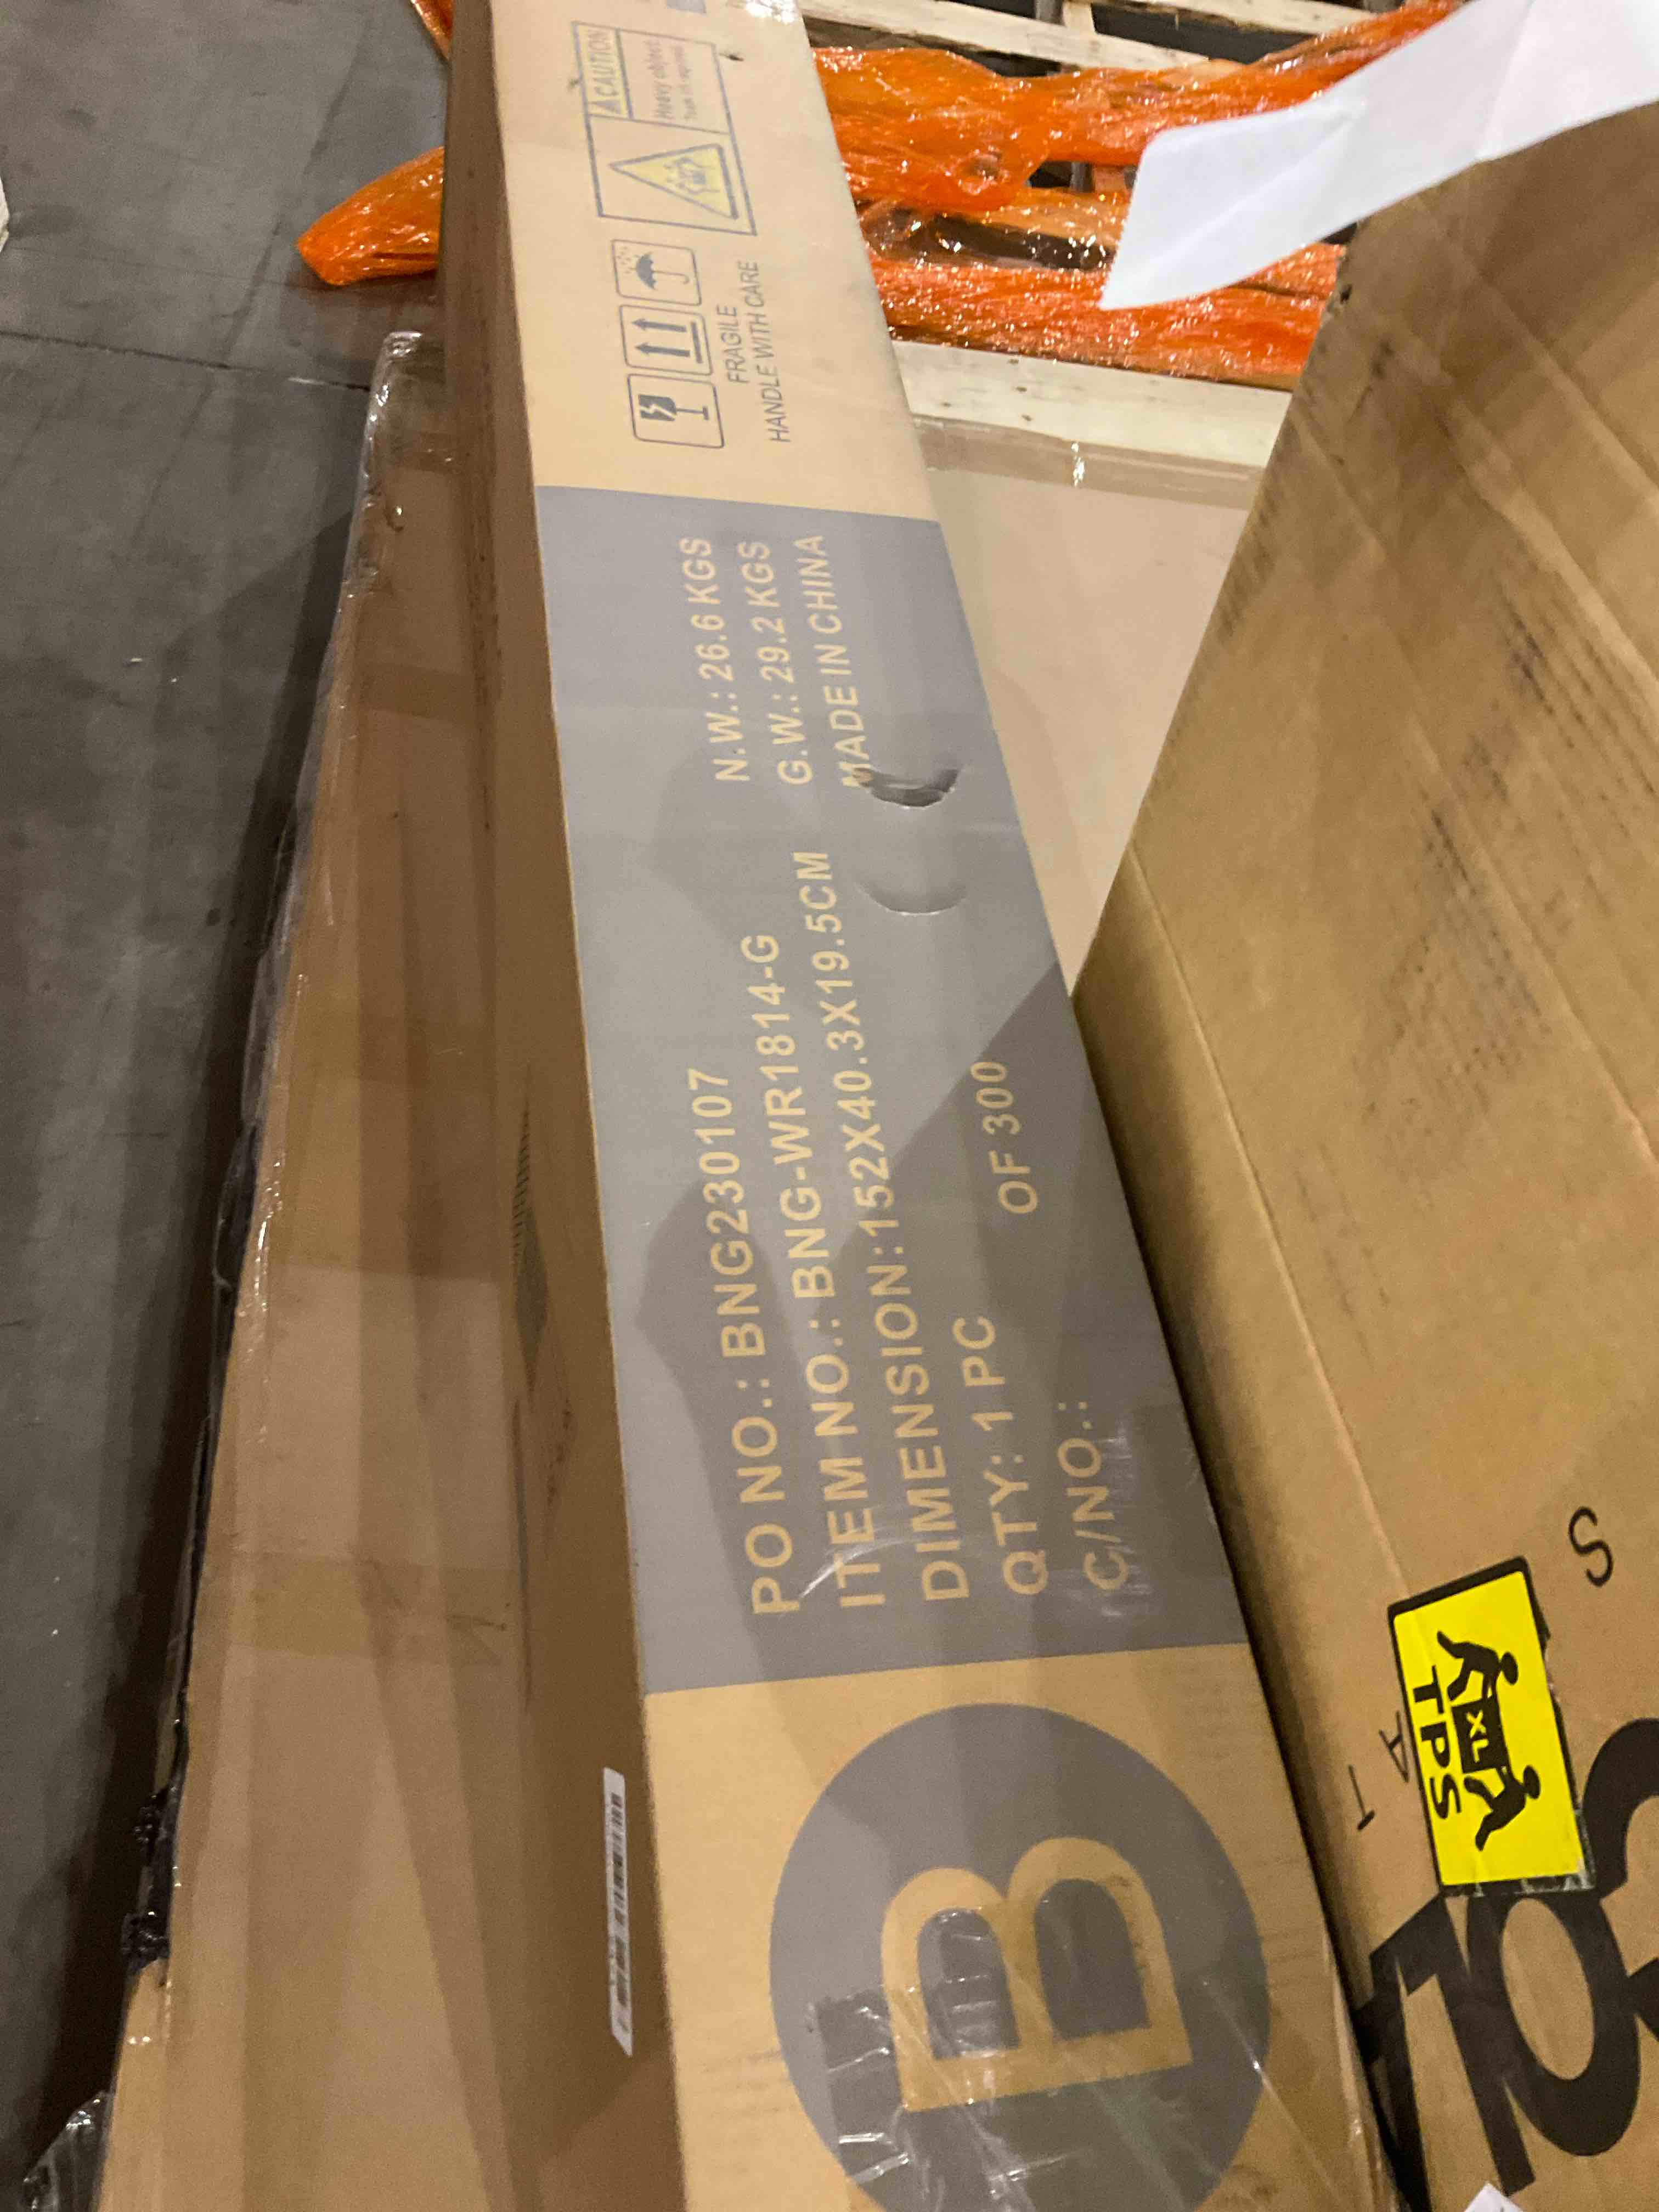 PO NO.: BNG230107
ITEM NO.: BNG-WR1814-G
DIMENSION:152X40.3X19.5CM
QTY: 1 PC
C/NO.: OF 300
N.W.: 26.6 KGS
G.W.: 29.2 KGS
MADE IN CHINA
FRAGILE
HANDLE WITH CARE
CAUTION
Heavy object
B
XL
TPS
S
T A